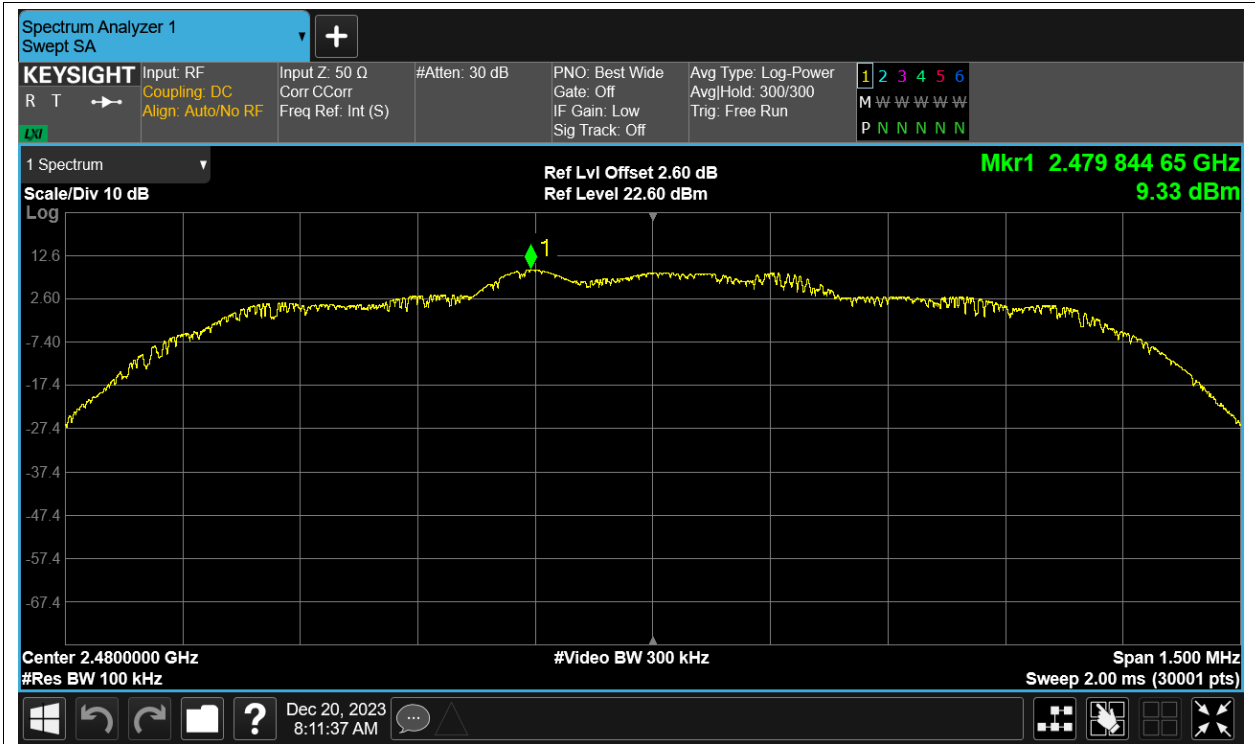 Spectrum Analyzer 1
Swept SA
KEYSIGHT
R T
LXI
Input: RF
Coupling: DC
Align: Auto/No RF
Input Z: 50 Ω
Corr CCorr
Freq Ref: Int (S)
#Atten: 30 dB
PNO: Best Wide
Gate: Off
IF Gain: Low
Sig Track: Off
Avg Type: Log-Power
Avg|Hold: 300/300
Trig: Free Run
1 2 3 4 5 6
M W W W W W
P N N N N N
1 Spectrum
Scale/Div 10 dB
Log
Ref Lvl Offset 2.60 dB
Ref Level 22.60 dBm
Mkr1 2.479 844 65 GHz
9.33 dBm
1
12.6
2.60
-7.40
-17.4
-27.4
-37.4
-47.4
-57.4
-67.4
Center 2.4800000 GHz
#Res BW 100 kHz
#Video BW 300 kHz
Span 1.500 MHz
Sweep 2.00 ms (30001 pts)
?
Dec 20, 2023
8:11:37 AM